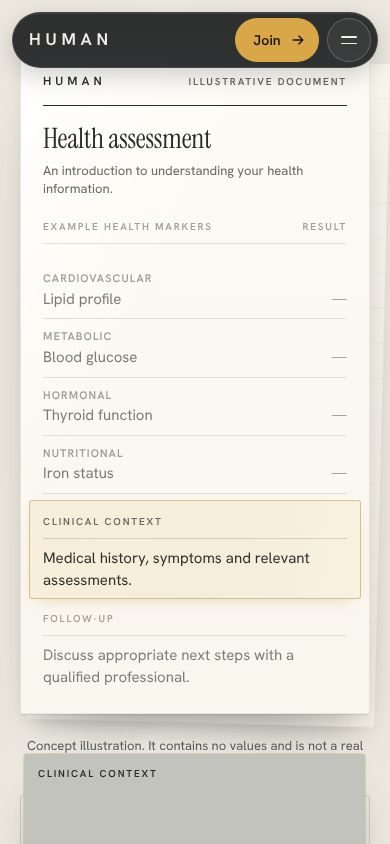 HUMAN
Join →
HUMAN ILLUSTRATIVE DOCUMENT
Health assessment
An introduction to understanding your health
information.
EXAMPLE HEALTH MARKERS RESULT
CARDIOVASCULAR
Lipid profile —
METABOLIC
Blood glucose —
HORMONAL
Thyroid function —
NUTRITIONAL
Iron status —
CLINICAL CONTEXT
Medical history, symptoms and relevant
assessments.
FOLLOW-UP
Discuss appropriate next steps with a
qualified professional.
Concept illustration. It contains no values and is not a real
CLINICAL CONTEXT